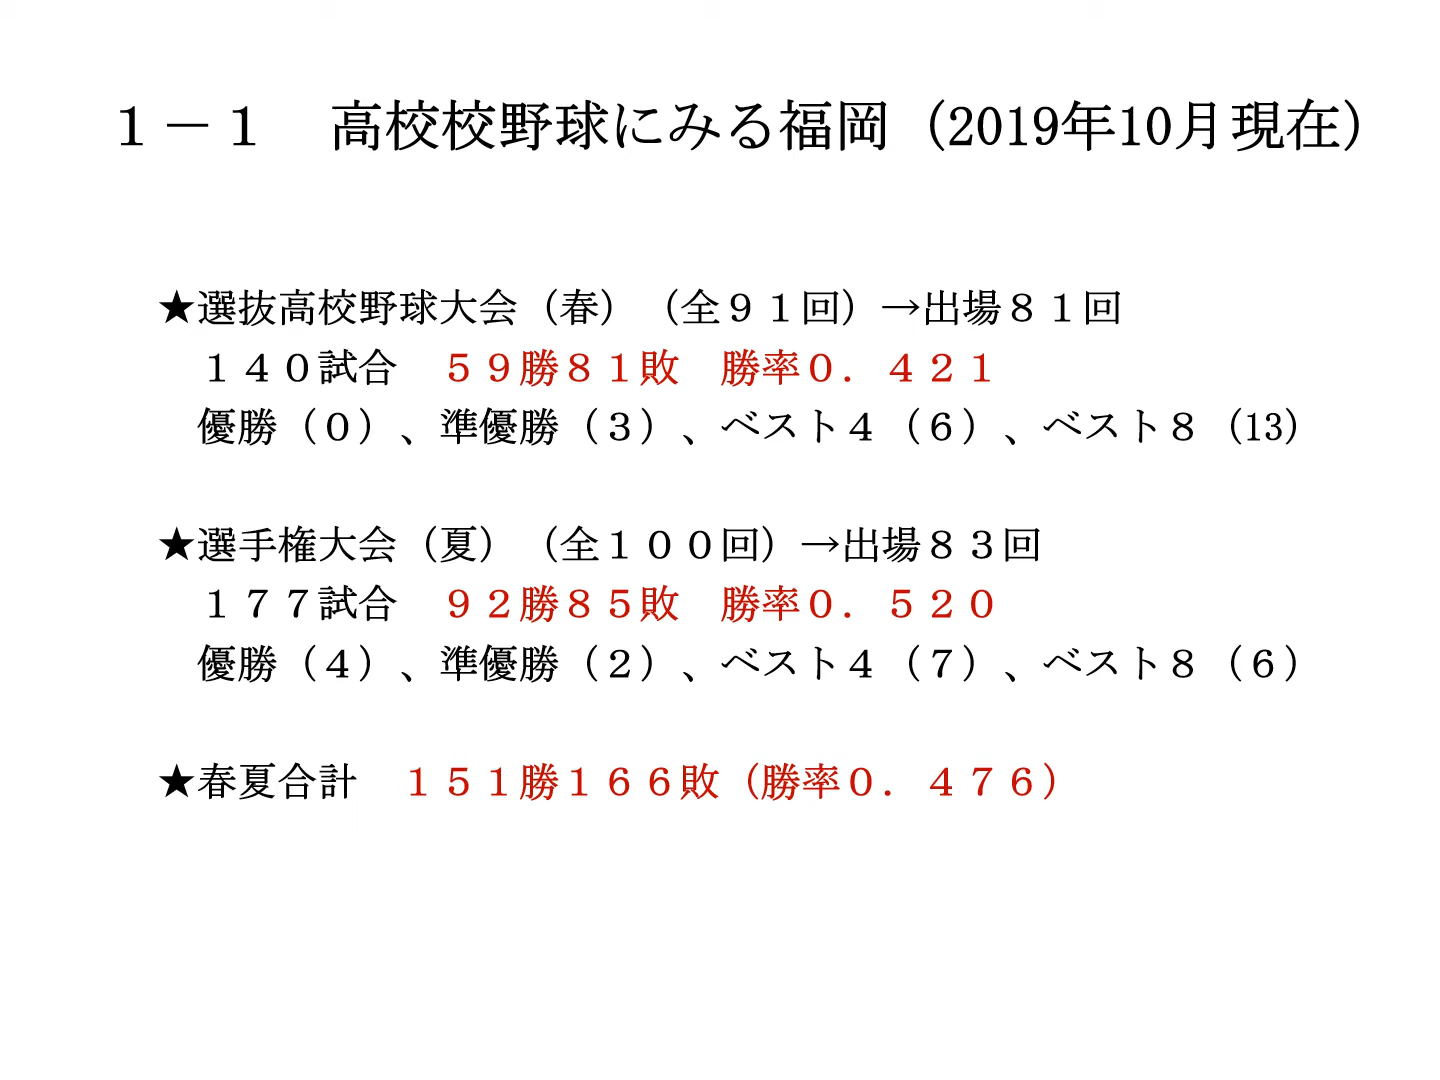 １－１　高校校野球にみる福岡（2019年10月現在）
★選抜高校野球大会（春）（全９１回）→出場８１回
１４０試合　５９勝８１敗　勝率０．４２１
優勝（０）、準優勝（３）、ベスト４（６）、ベスト８（13）
★選手権大会（夏）（全１００回）→出場８３回
１７７試合　９２勝８５敗　勝率０．５２０
優勝（４）、準優勝（２）、ベスト４（７）、ベスト８（６）
★春夏合計　１５１勝１６６敗（勝率０．４７６）